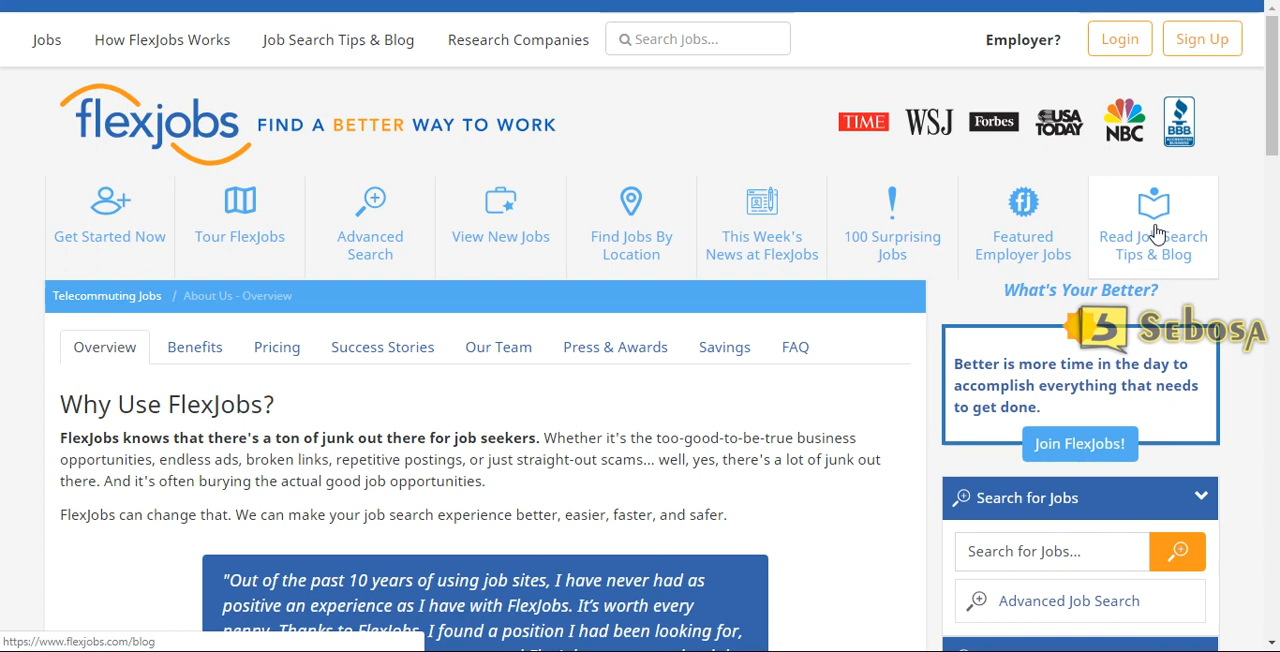 Jobs
How FlexJobs Works
Job Search Tips & Blog
Research Companies
Search Jobs...
Employer?
Login
Sign Up
flexjobs
FIND A BETTER WAY TO WORK
TIME
WSJ
Forbes
USA
TODAY
NBC
BBB
Get Started Now
Tour FlexJobs
Advanced
Search
View New Jobs
Find Jobs By
Location
This Week's
News at FlexJobs
100 Surprising
Jobs
fj
Featured
Employer Jobs
Read Job Search
Tips & Blog
Telecommuting Jobs / About Us - Overview
What's Your Better?
SEBOSA
Better is more time in the day to
accomplish everything that needs
to get done.
Join FlexJobs!
Overview
Benefits
Pricing
Success Stories
Our Team
Press & Awards
Savings
FAQ
Why Use FlexJobs?
FlexJobs knows that there's a ton of junk out there for job seekers. Whether it's the too-good-to-be-true business
opportunities, endless ads, broken links, repetitive postings, or just straight-out scams... well, yes, there's a lot of junk out
there. And it's often burying the actual good job opportunities.
FlexJobs can change that. We can make your job search experience better, easier, faster, and safer.
"Out of the past 10 years of using job sites, I have never had as
positive an experience as I have with FlexJobs. It's worth every
penny. Thanks to FlexJobs, I found a position I had been looking for,
Search for Jobs
Search for Jobs...
Advanced Job Search
https://www.flexjobs.com/blog